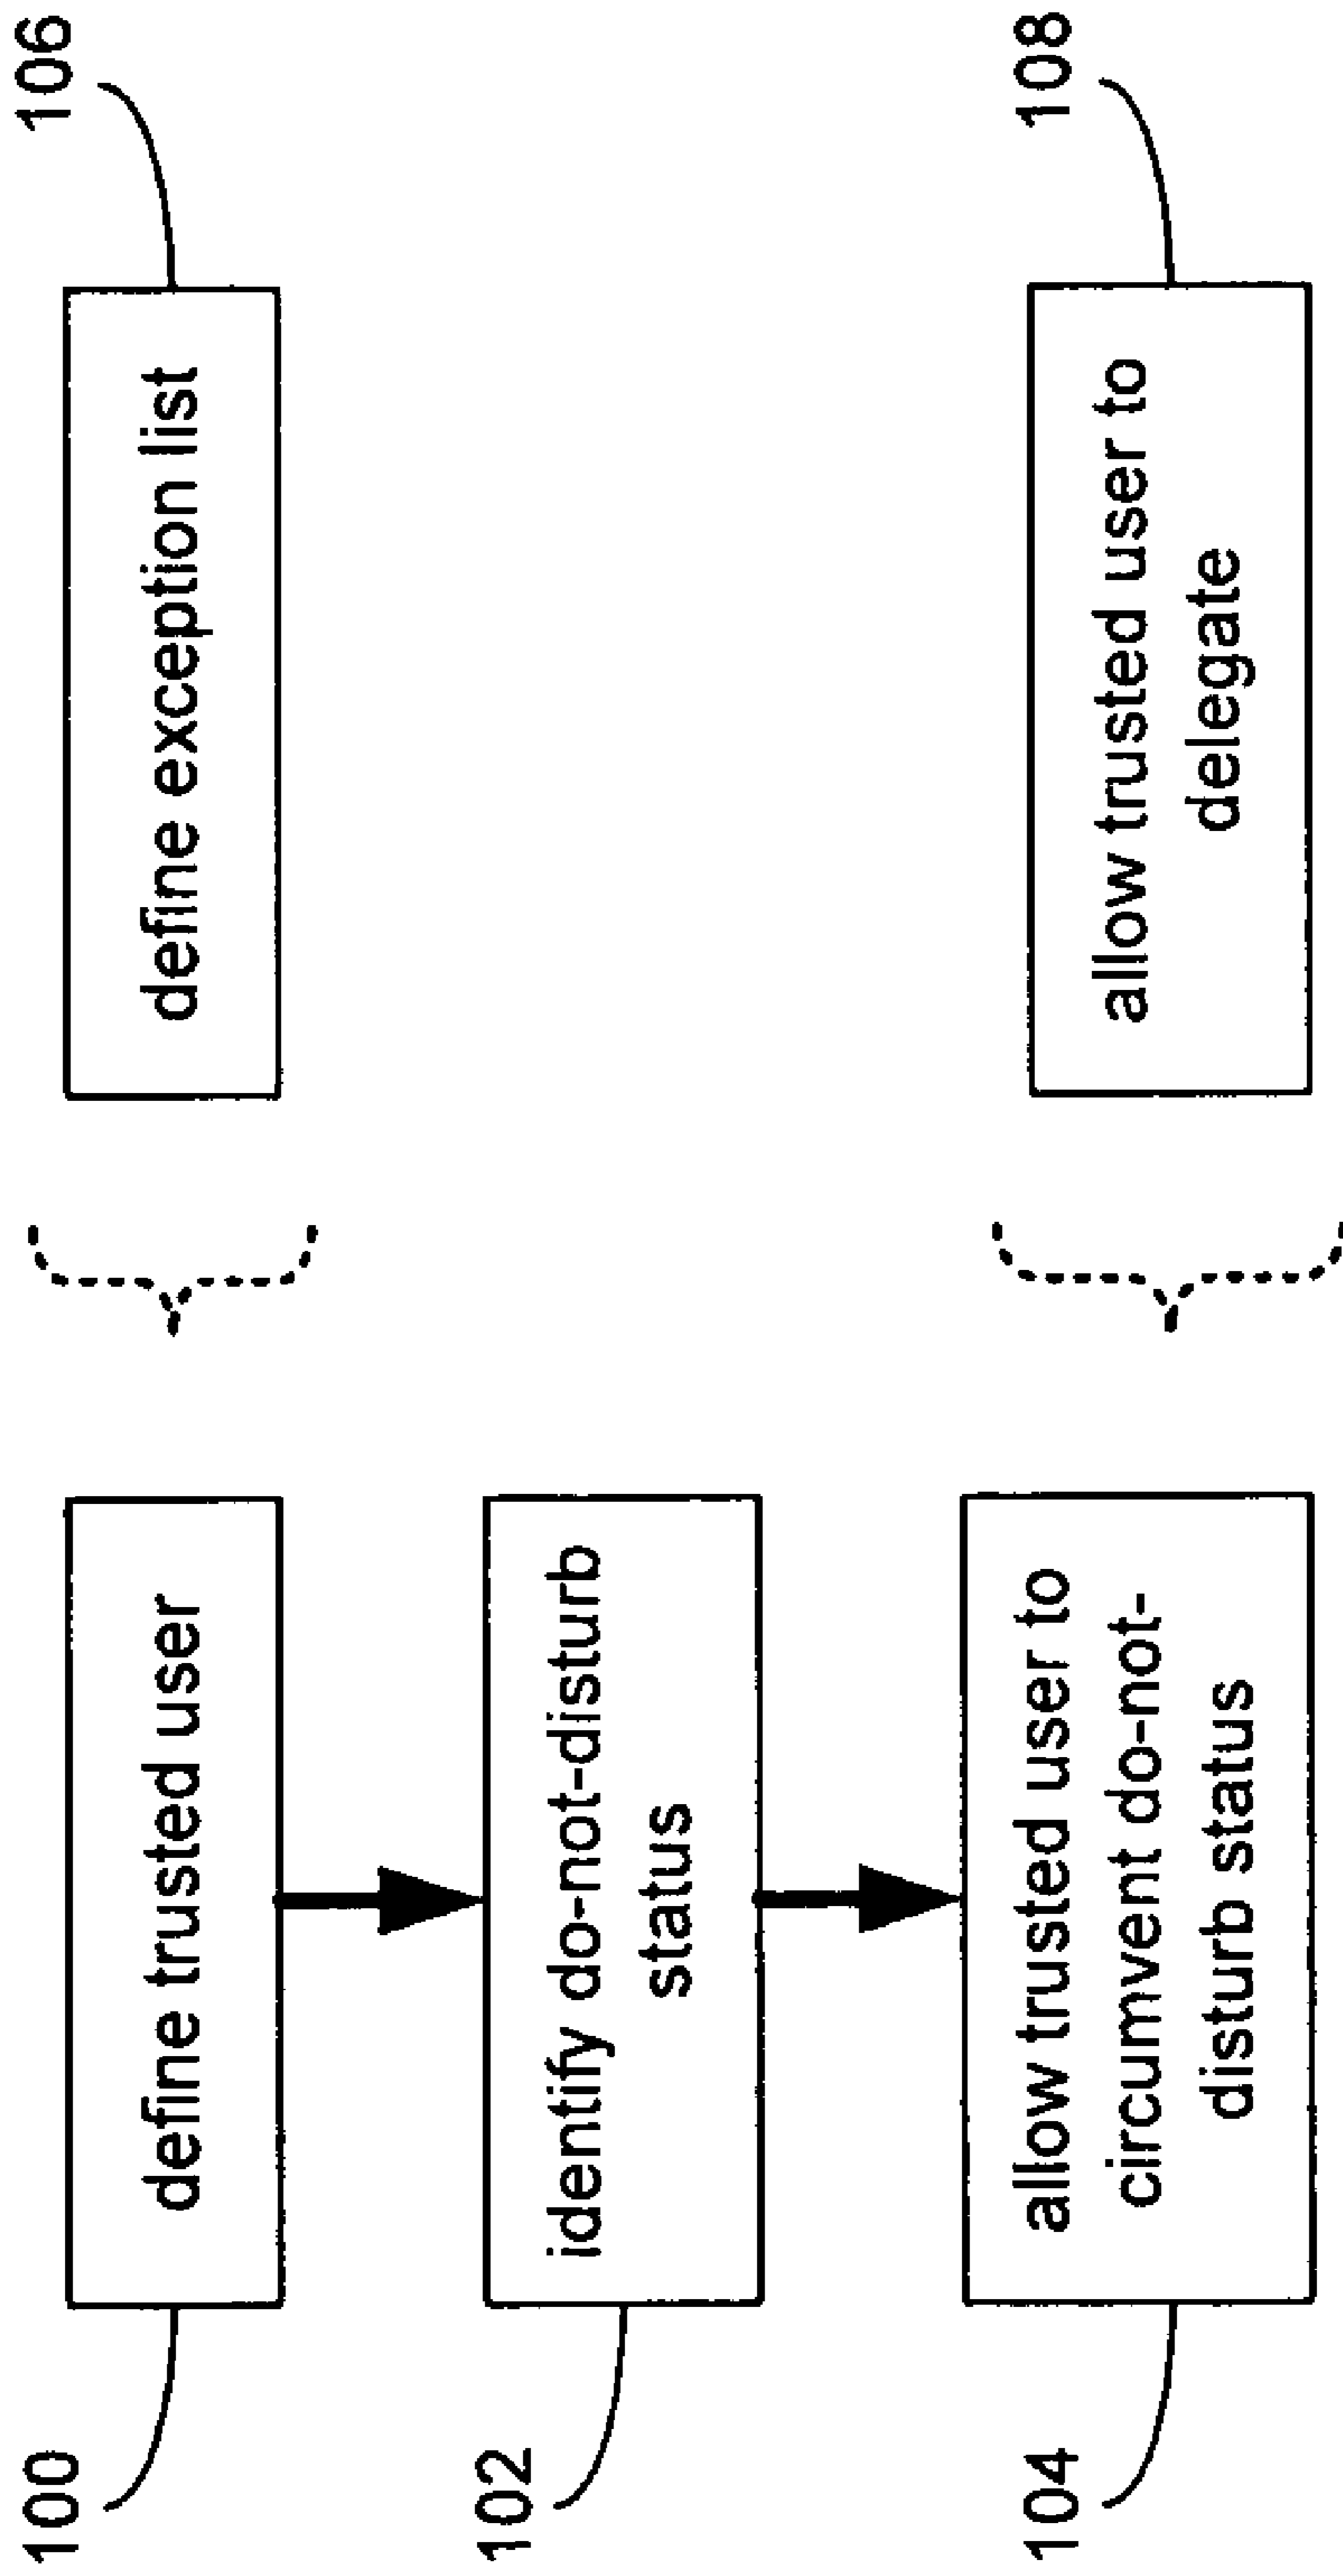 100
define trusted user
102
identify do-not-disturb
status
104
allow trusted user to
circumvent do-not-
disturb status
106
define exception list
108
allow trusted user to
delegate